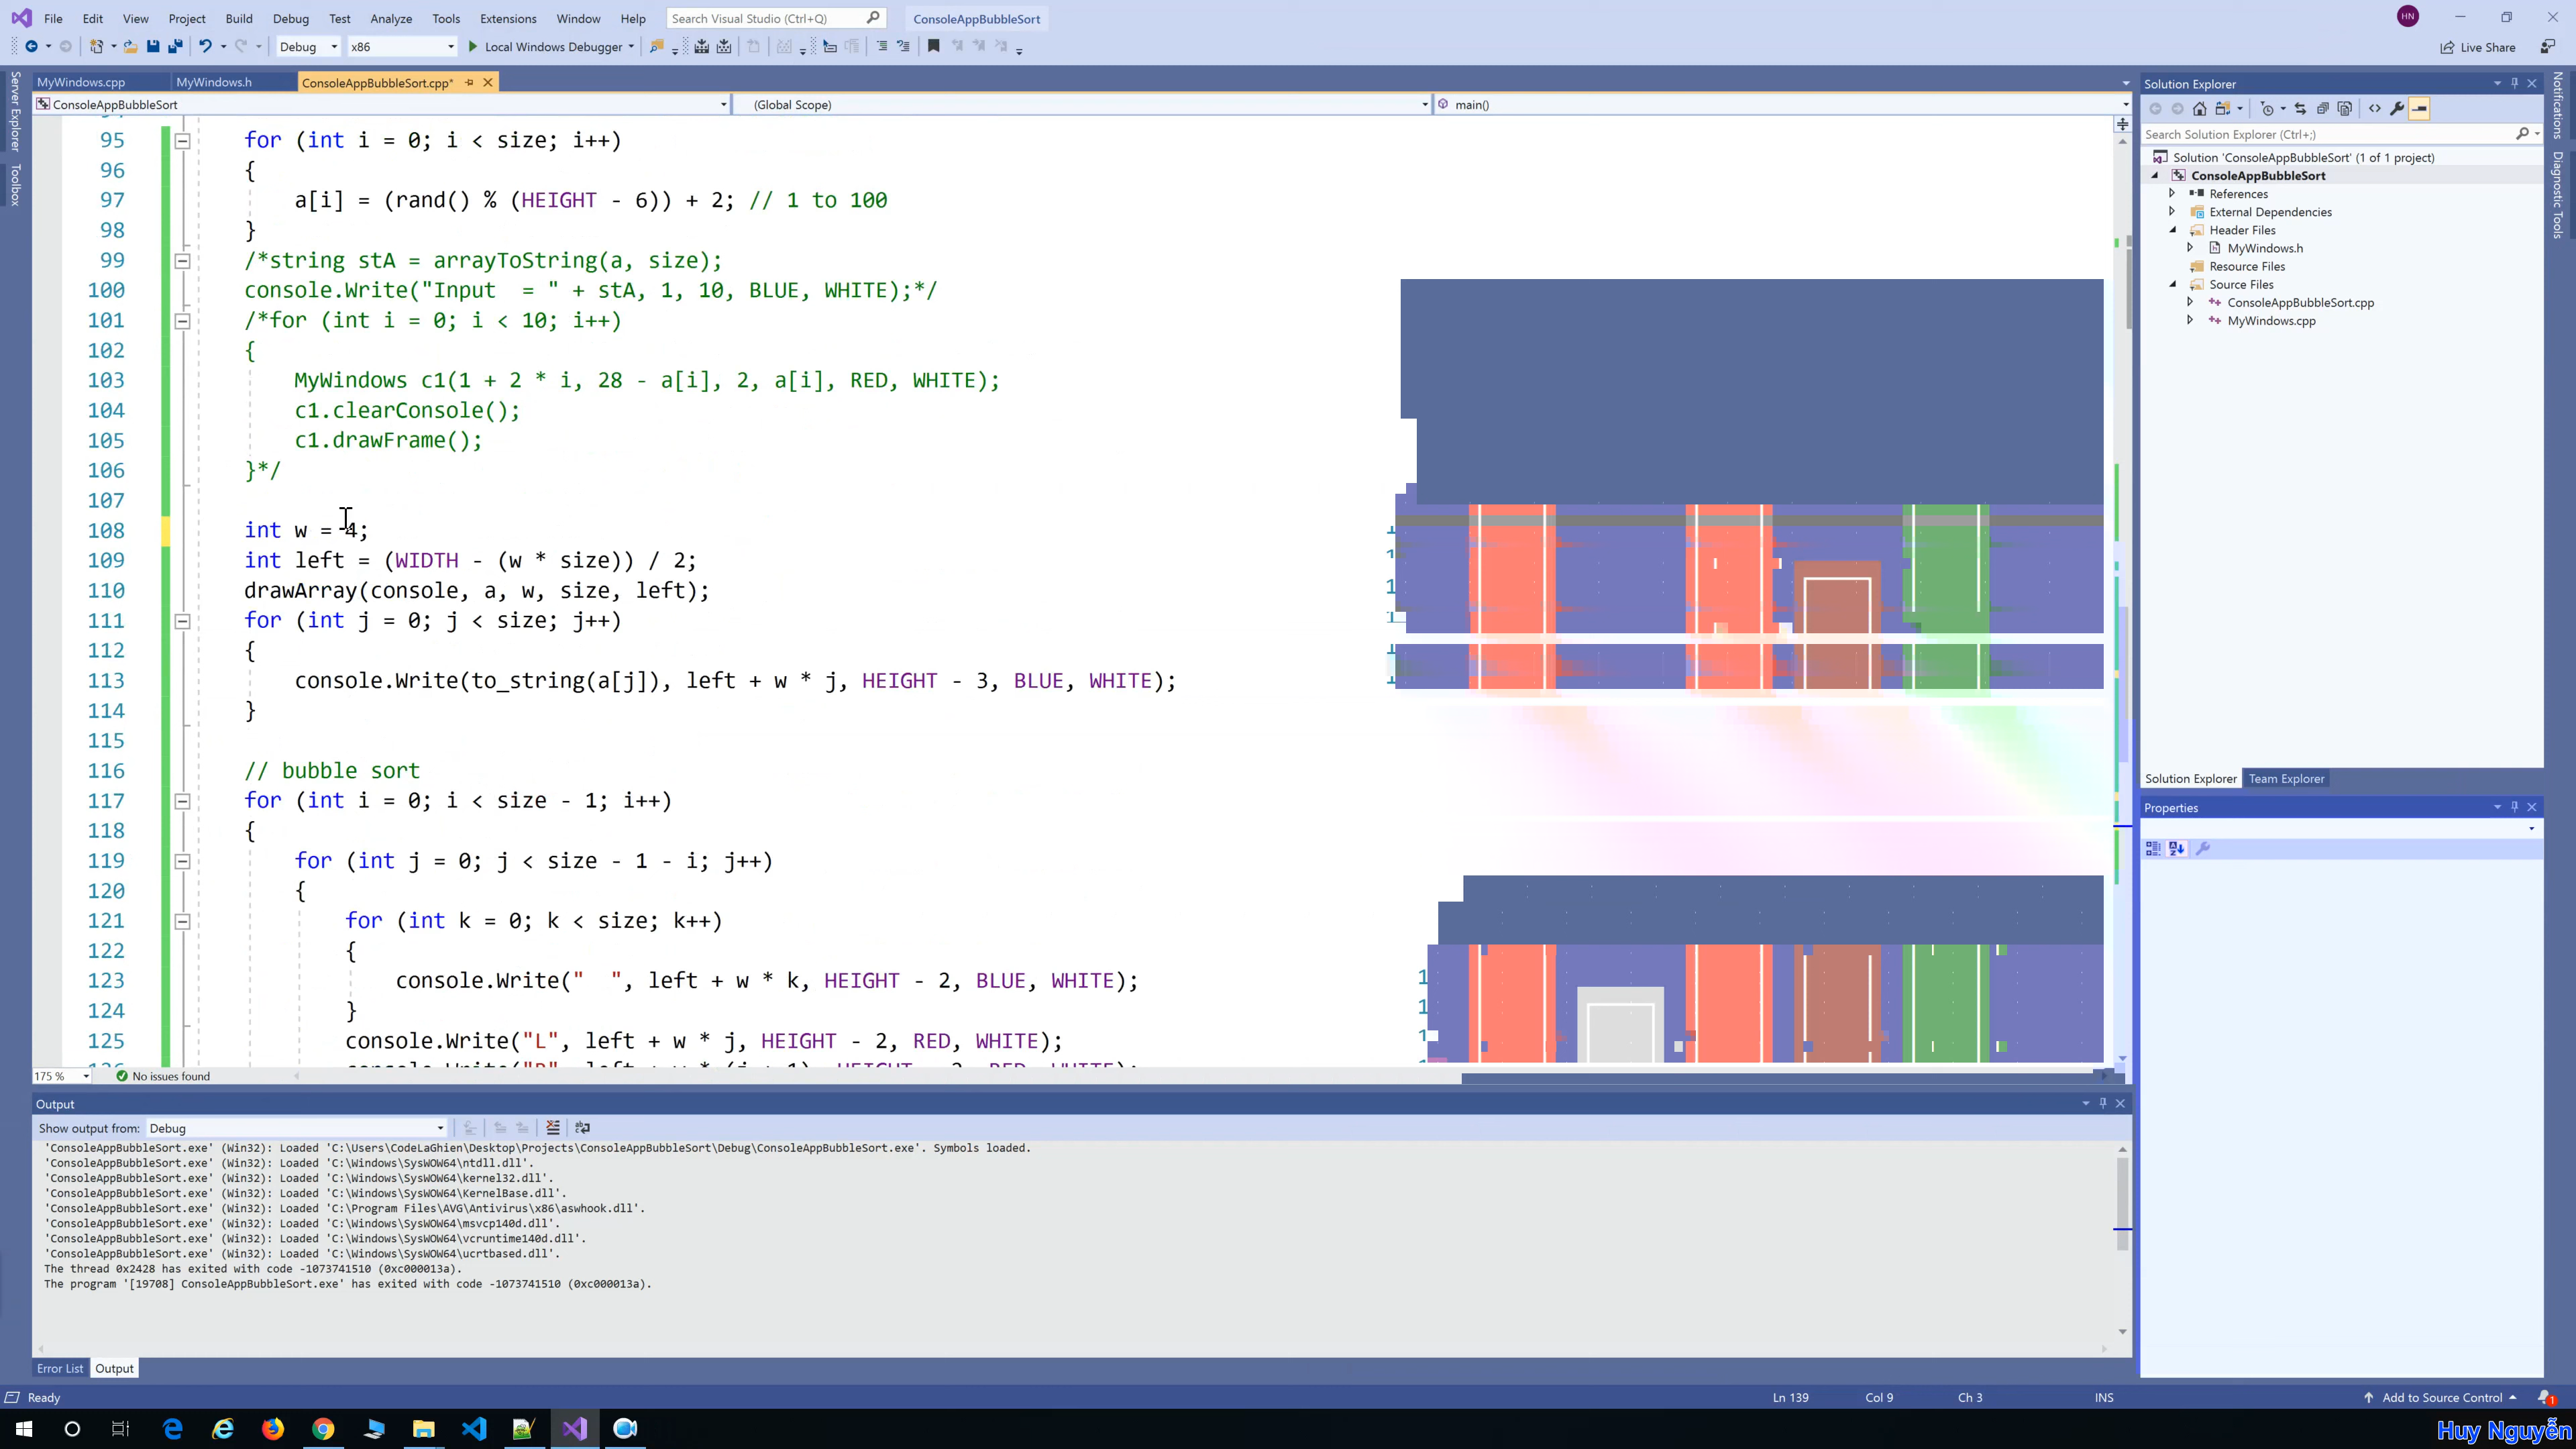 File Edit View Project Build Debug Test Analyze Tools Extensions Window Help Search Visual Studio (Ctrl+Q) ConsoleAppBubbleSort HN
Debug x86 Local Windows Debugger Live Share
MyWindows.cpp MyWindows.h ConsoleAppBubbleSort.cpp*
ConsoleAppBubbleSort (Global Scope) main()
Server Explorer
Toolbox
95 for (int i = 0; i < size; i++)
96 {
97 a[i] = (rand() % (HEIGHT - 6)) + 2; // 1 to 100
98 }
99 /*string stA = arrayToString(a, size);
100 console.Write("Input  = " + stA, 1, 10, BLUE, WHITE);*/
101 /*for (int i = 0; i < 10; i++)
102 {
103 MyWindows c1(1 + 2 * i, 28 - a[i], 2, a[i], RED, WHITE);
104 c1.clearConsole();
105 c1.drawFrame();
106 }*/
107
108 int w = 4;
109 int left = (WIDTH - (w * size)) / 2;
110 drawArray(console, a, w, size, left);
111 for (int j = 0; j < size; j++)
112 {
113 console.Write(to_string(a[j]), left + w * j, HEIGHT - 3, BLUE, WHITE);
114 }
115
116 // bubble sort
117 for (int i = 0; i < size - 1; i++)
118 {
119 for (int j = 0; j < size - 1 - i; j++)
120 {
121 for (int k = 0; k < size; k++)
122 {
123 console.Write("  ", left + w * k, HEIGHT - 2, BLUE, WHITE);
124 }
125 console.Write("L", left + w * j, HEIGHT - 2, RED, WHITE);
175 % No issues found
Solution Explorer
Search Solution Explorer (Ctrl+;)
Solution 'ConsoleAppBubbleSort' (1 of 1 project)
ConsoleAppBubbleSort
References
External Dependencies
Header Files
MyWindows.h
Resource Files
Source Files
ConsoleAppBubbleSort.cpp
MyWindows.cpp
Solution Explorer Team Explorer
Properties
Notifications
Diagnostic Tools
Output
Show output from: Debug
'ConsoleAppBubbleSort.exe' (Win32): Loaded 'C:\Users\CodeLaGhien\Desktop\Projects\ConsoleAppBubbleSort\Debug\ConsoleAppBubbleSort.exe'. Symbols loaded.
'ConsoleAppBubbleSort.exe' (Win32): Loaded 'C:\Windows\SysWOW64\ntdll.dll'.
'ConsoleAppBubbleSort.exe' (Win32): Loaded 'C:\Windows\SysWOW64\kernel32.dll'.
'ConsoleAppBubbleSort.exe' (Win32): Loaded 'C:\Windows\SysWOW64\KernelBase.dll'.
'ConsoleAppBubbleSort.exe' (Win32): Loaded 'C:\Program Files\AVG\Antivirus\x86\aswhook.dll'.
'ConsoleAppBubbleSort.exe' (Win32): Loaded 'C:\Windows\SysWOW64\msvcp140d.dll'.
'ConsoleAppBubbleSort.exe' (Win32): Loaded 'C:\Windows\SysWOW64\vcruntime140d.dll'.
'ConsoleAppBubbleSort.exe' (Win32): Loaded 'C:\Windows\SysWOW64\ucrtbased.dll'.
The thread 0x2428 has exited with code -1073741510 (0xc000013a).
The program '[19708] ConsoleAppBubbleSort.exe' has exited with code -1073741510 (0xc000013a).
Error List Output
Ready Ln 139 Col 9 Ch 3 INS Add to Source Control 1
Huy Nguyễn